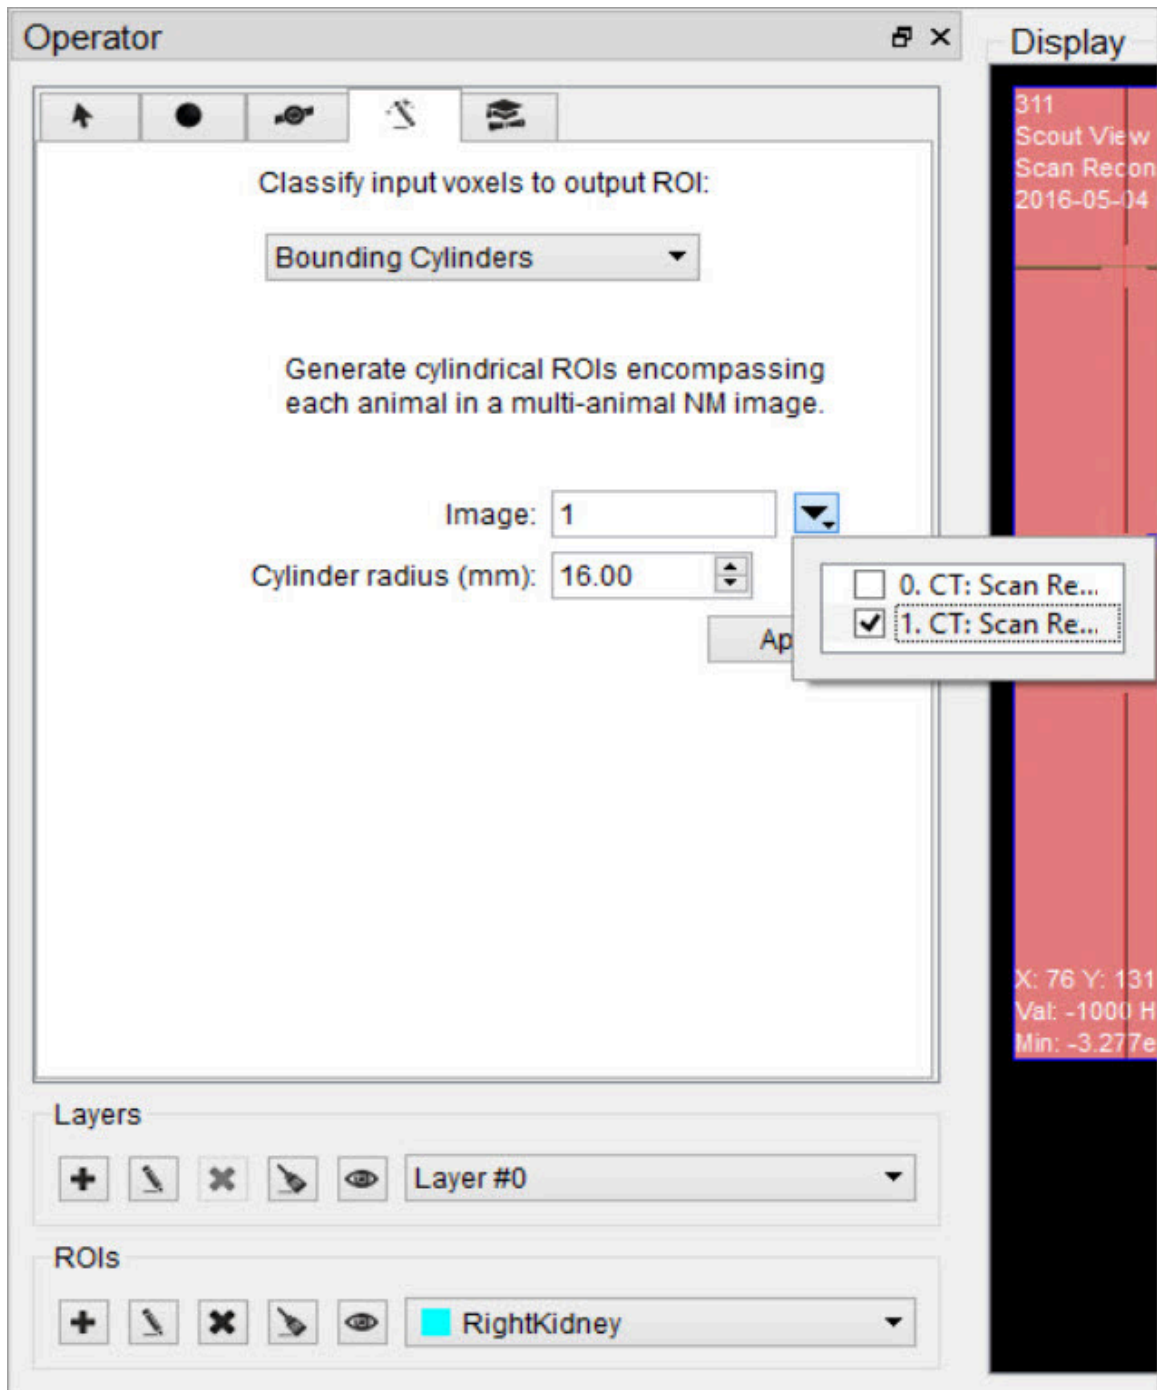 Operator
Display
311
Scout View
Scan Recon
2016-05-04
Classify input voxels to output ROI:
Bounding Cylinders
Generate cylindrical ROIs encompassing
each animal in a multi-animal NM image.
Image: 1
Cylinder radius (mm): 16.00
Ap
0. CT: Scan Re...
1. CT: Scan Re...
X: 76 Y: 131
Val: -1000 H
Min: -3.277e
Layers
Layer #0
ROIs
RightKidney